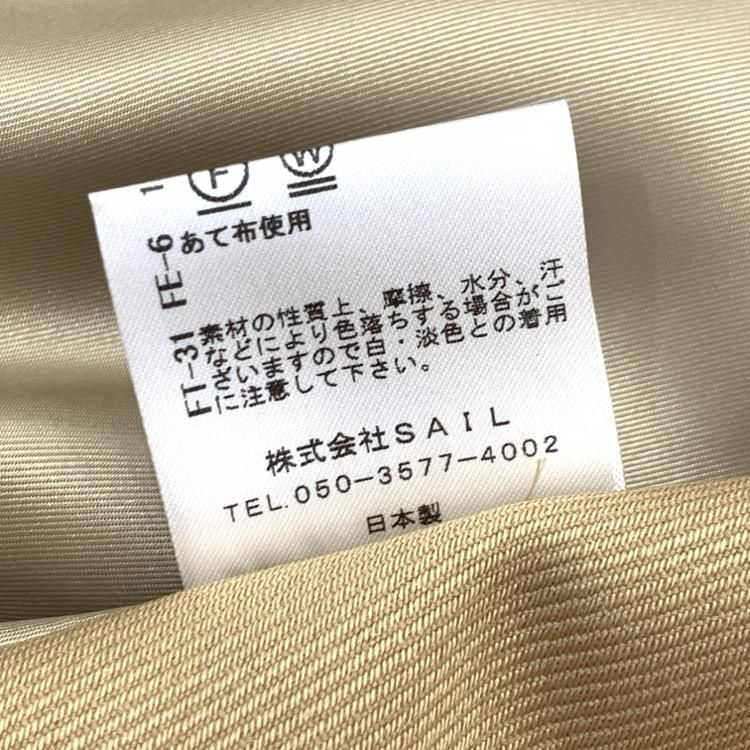 F W
FE-6 あて布使用
FT-31 素材の性質上、摩擦、水分、汗
などにより色落ちする場合がご
ざいますので白・淡色との着用
に注意して下さい。
株式会社SAIL
TEL.050-3577-4002
日本製